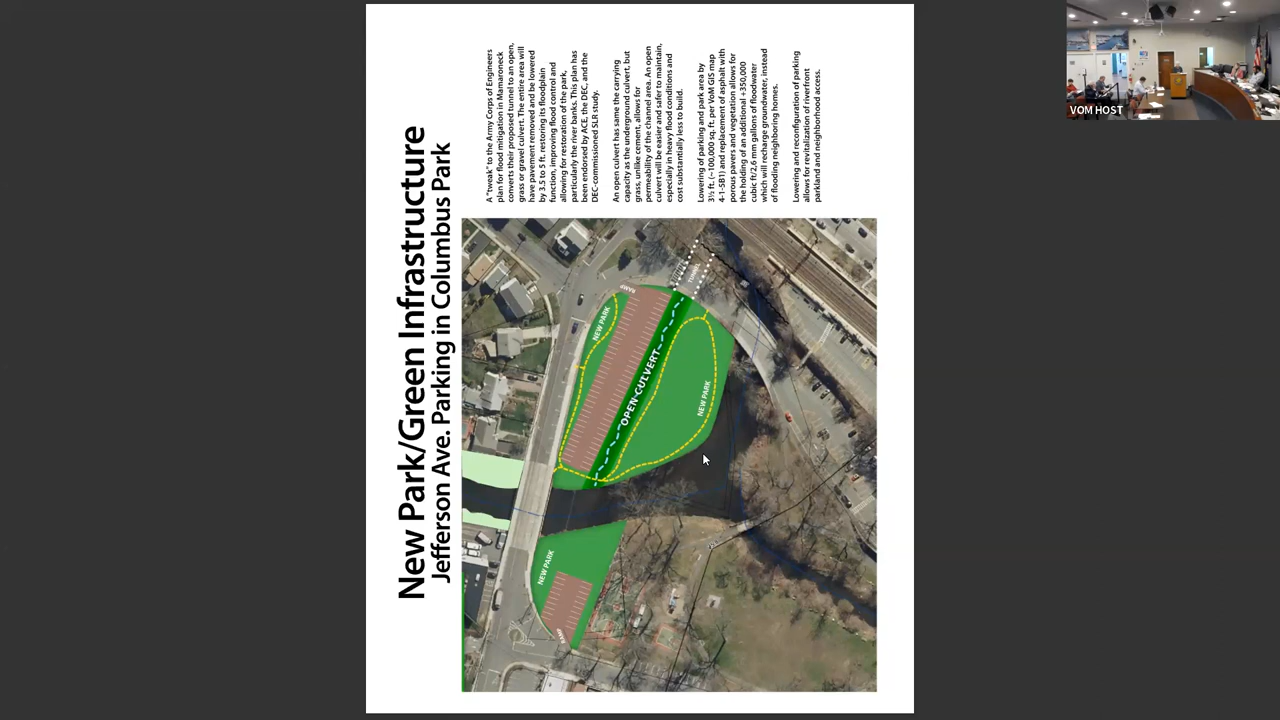 New Park/Green Infrastructure
Jefferson Ave. Parking in Columbus Park
A "tweak" to the Army Corps of Engineers
plan for flood mitigation in Mamaroneck
converts their proposed tunnel to an open,
grass or gravel culvert. The entire area will
have pavement removed and be lowered
by 3.5 to 5 ft. restoring its floodplain
function, improving flood control and
allowing for restoration of the park,
particularly the river banks. This plan has
been endorsed by ACE, the DEC, and the
DEC-commissioned SLR study.
An open culvert has same the carrying
capacity as the underground culvert, but
grass, unlike cement, allows for
permeability of the channel area. An open
culvert will be easier and safer to maintain,
especially in heavy flood conditions and
cost substantially less to build.
Lowering of parking and park area by
3½ ft. (~100,000 sq. ft. per VoM GIS map
4-1-5B1) and replacement of asphalt with
porous pavers and vegetation allows for
the holding of an additional +350,000
cubic ft/2.6 mm gallons of floodwater
which will recharge groundwater, instead
of flooding neighboring homes.
Lowering and reconfiguration of parking
allows for revitalization of riverfront
parkland and neighborhood access.
RAMP
NEW PARK
OPEN CULVERT
TUNNEL
NEW PARK
NEW PARK
RAMP
VOM HOST